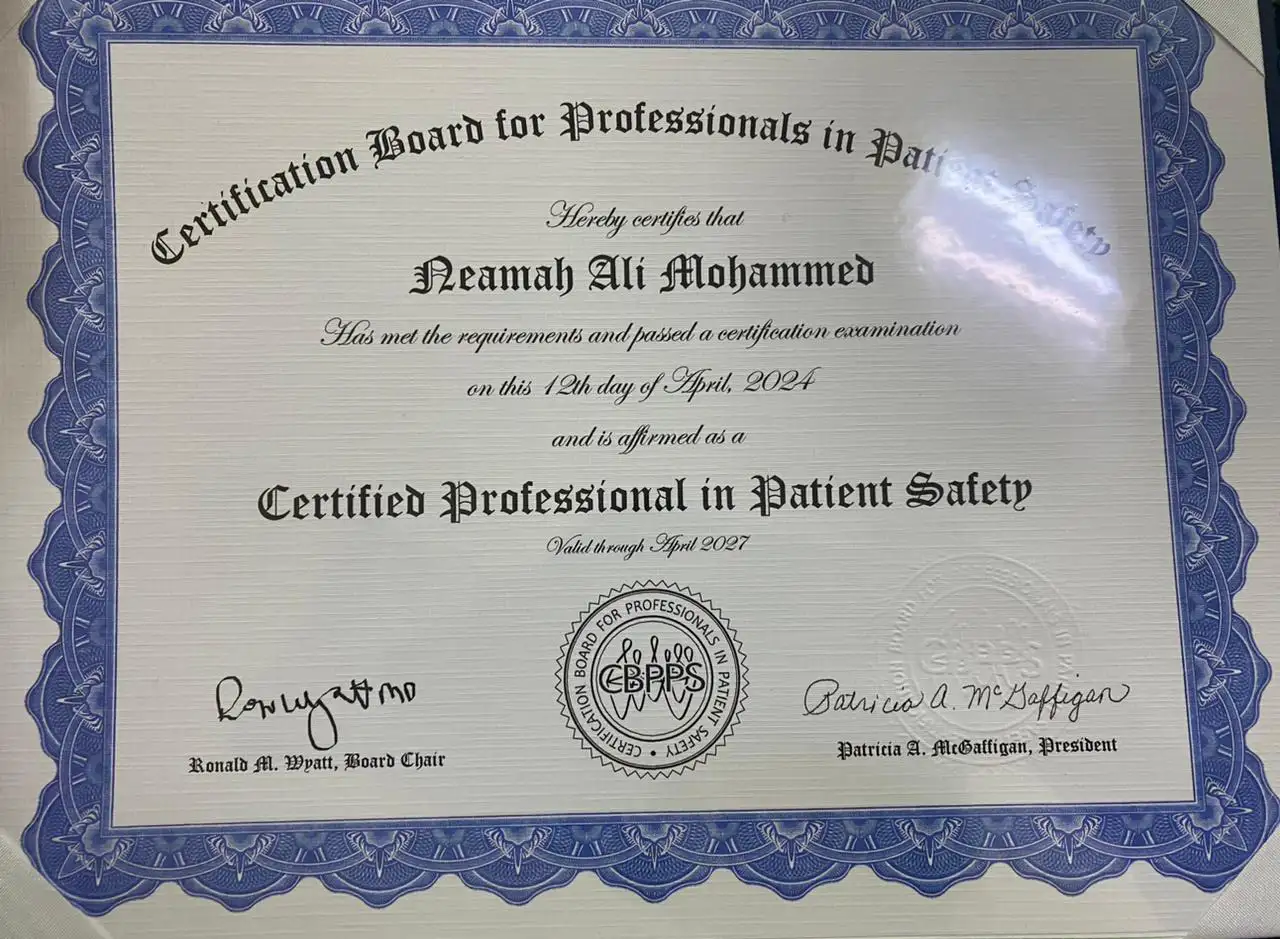 Certification Board for Professionals in Patient Safety
Hereby certifies that
Neamah Ali Mohammed
Has met the requirements and passed a certification examination
on this 12th day of April, 2024
and is affirmed as a
Certified Professional in Patient Safety
Valid through April 2027
CERTIFICATION BOARD FOR PROFESSIONALS IN PATIENT SAFETY •
CBPPS
Ron Wyatt MD
Ronald M. Wyatt, Board Chair
Patricia A. McGaffigan
Patricia A. McGaffigan, President